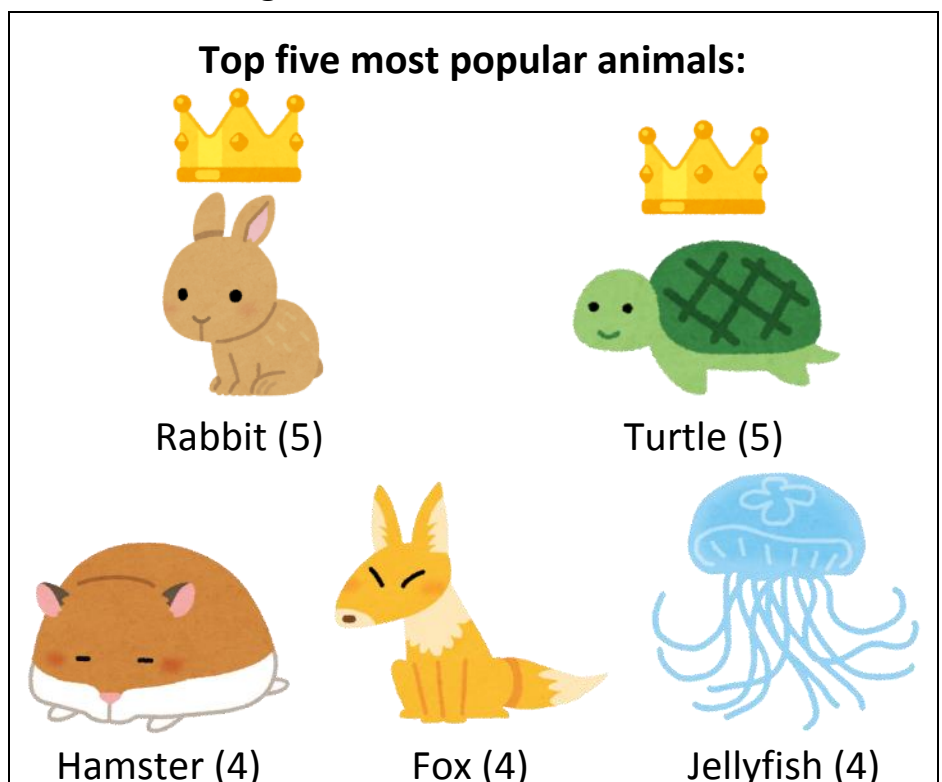 Top five most popular animals:
Rabbit (5)
Turtle (5)
Hamster (4)
Fox (4)
Jellyfish (4)